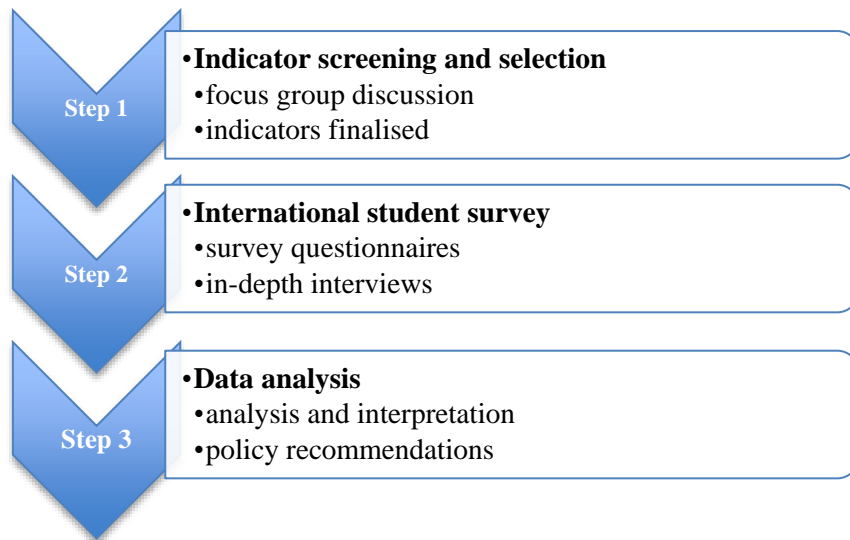 Step 1
•Indicator screening and selection
•focus group discussion
•indicators finalised
Step 2
•International student survey
•survey questionnaires
•in-depth interviews
Step 3
•Data analysis
•analysis and interpretation
•policy recommendations